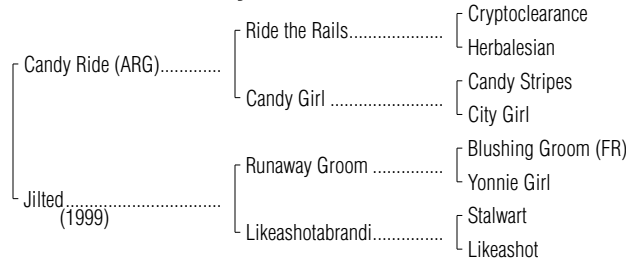 Cryptoclearance
Ride the Rails....................
Herbalesian
Candy Ride (ARG).............
Candy Stripes
Candy Girl ........................
City Girl
Blushing Groom (FR)
Runaway Groom ...............
Yonnie Girl
Jilted.................................
(1999)
Stalwart
Likeashotabrandi...............
Likeashot